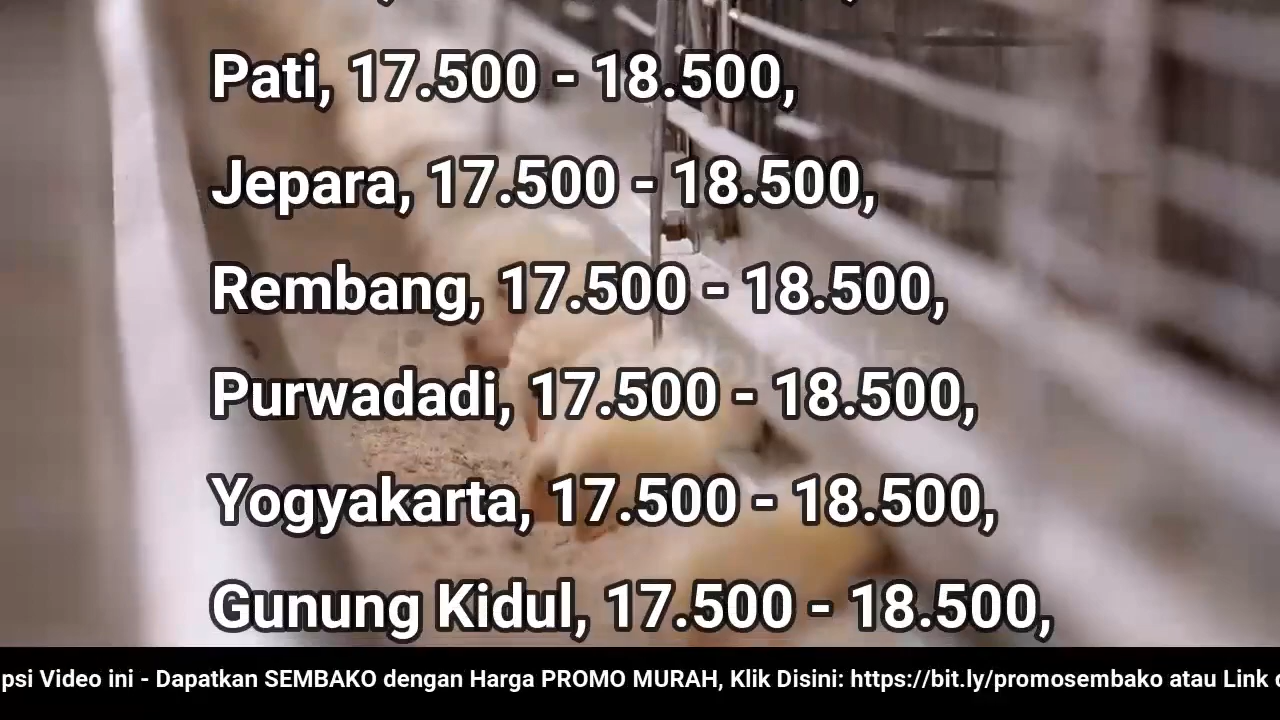 Pati, 17.500 - 18.500,
Jepara, 17.500 - 18.500,
Rembang, 17.500 - 18.500,
Purwadadi, 17.500 - 18.500,
Yogyakarta, 17.500 - 18.500,
Gunung Kidul, 17.500 - 18.500,
psi Video ini - Dapatkan SEMBAKO dengan Harga PROMO MURAH, Klik Disini: https://bit.ly/promosembako atau Link